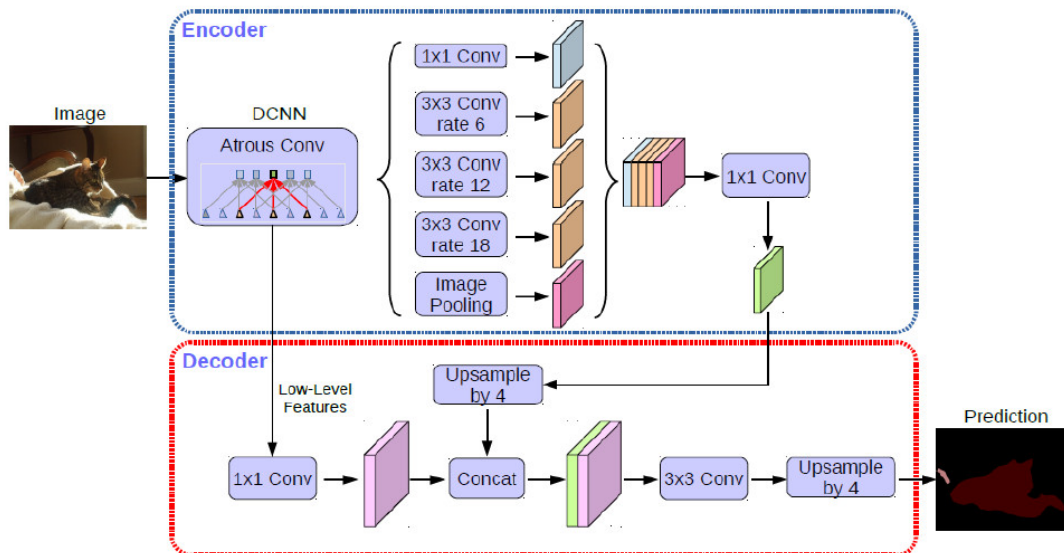 Encoder
1x1 Conv
Image
DCNN
3x3 Conv
rate 6
Atrous Conv
3x3 Conv
rate 12
1x1 Conv
3x3 Conv
rate 18
Image
Pooling
Decoder
Low-Level
Features
Upsample
by 4
Prediction
1x1 Conv
Concat
3x3 Conv
Upsample
by 4